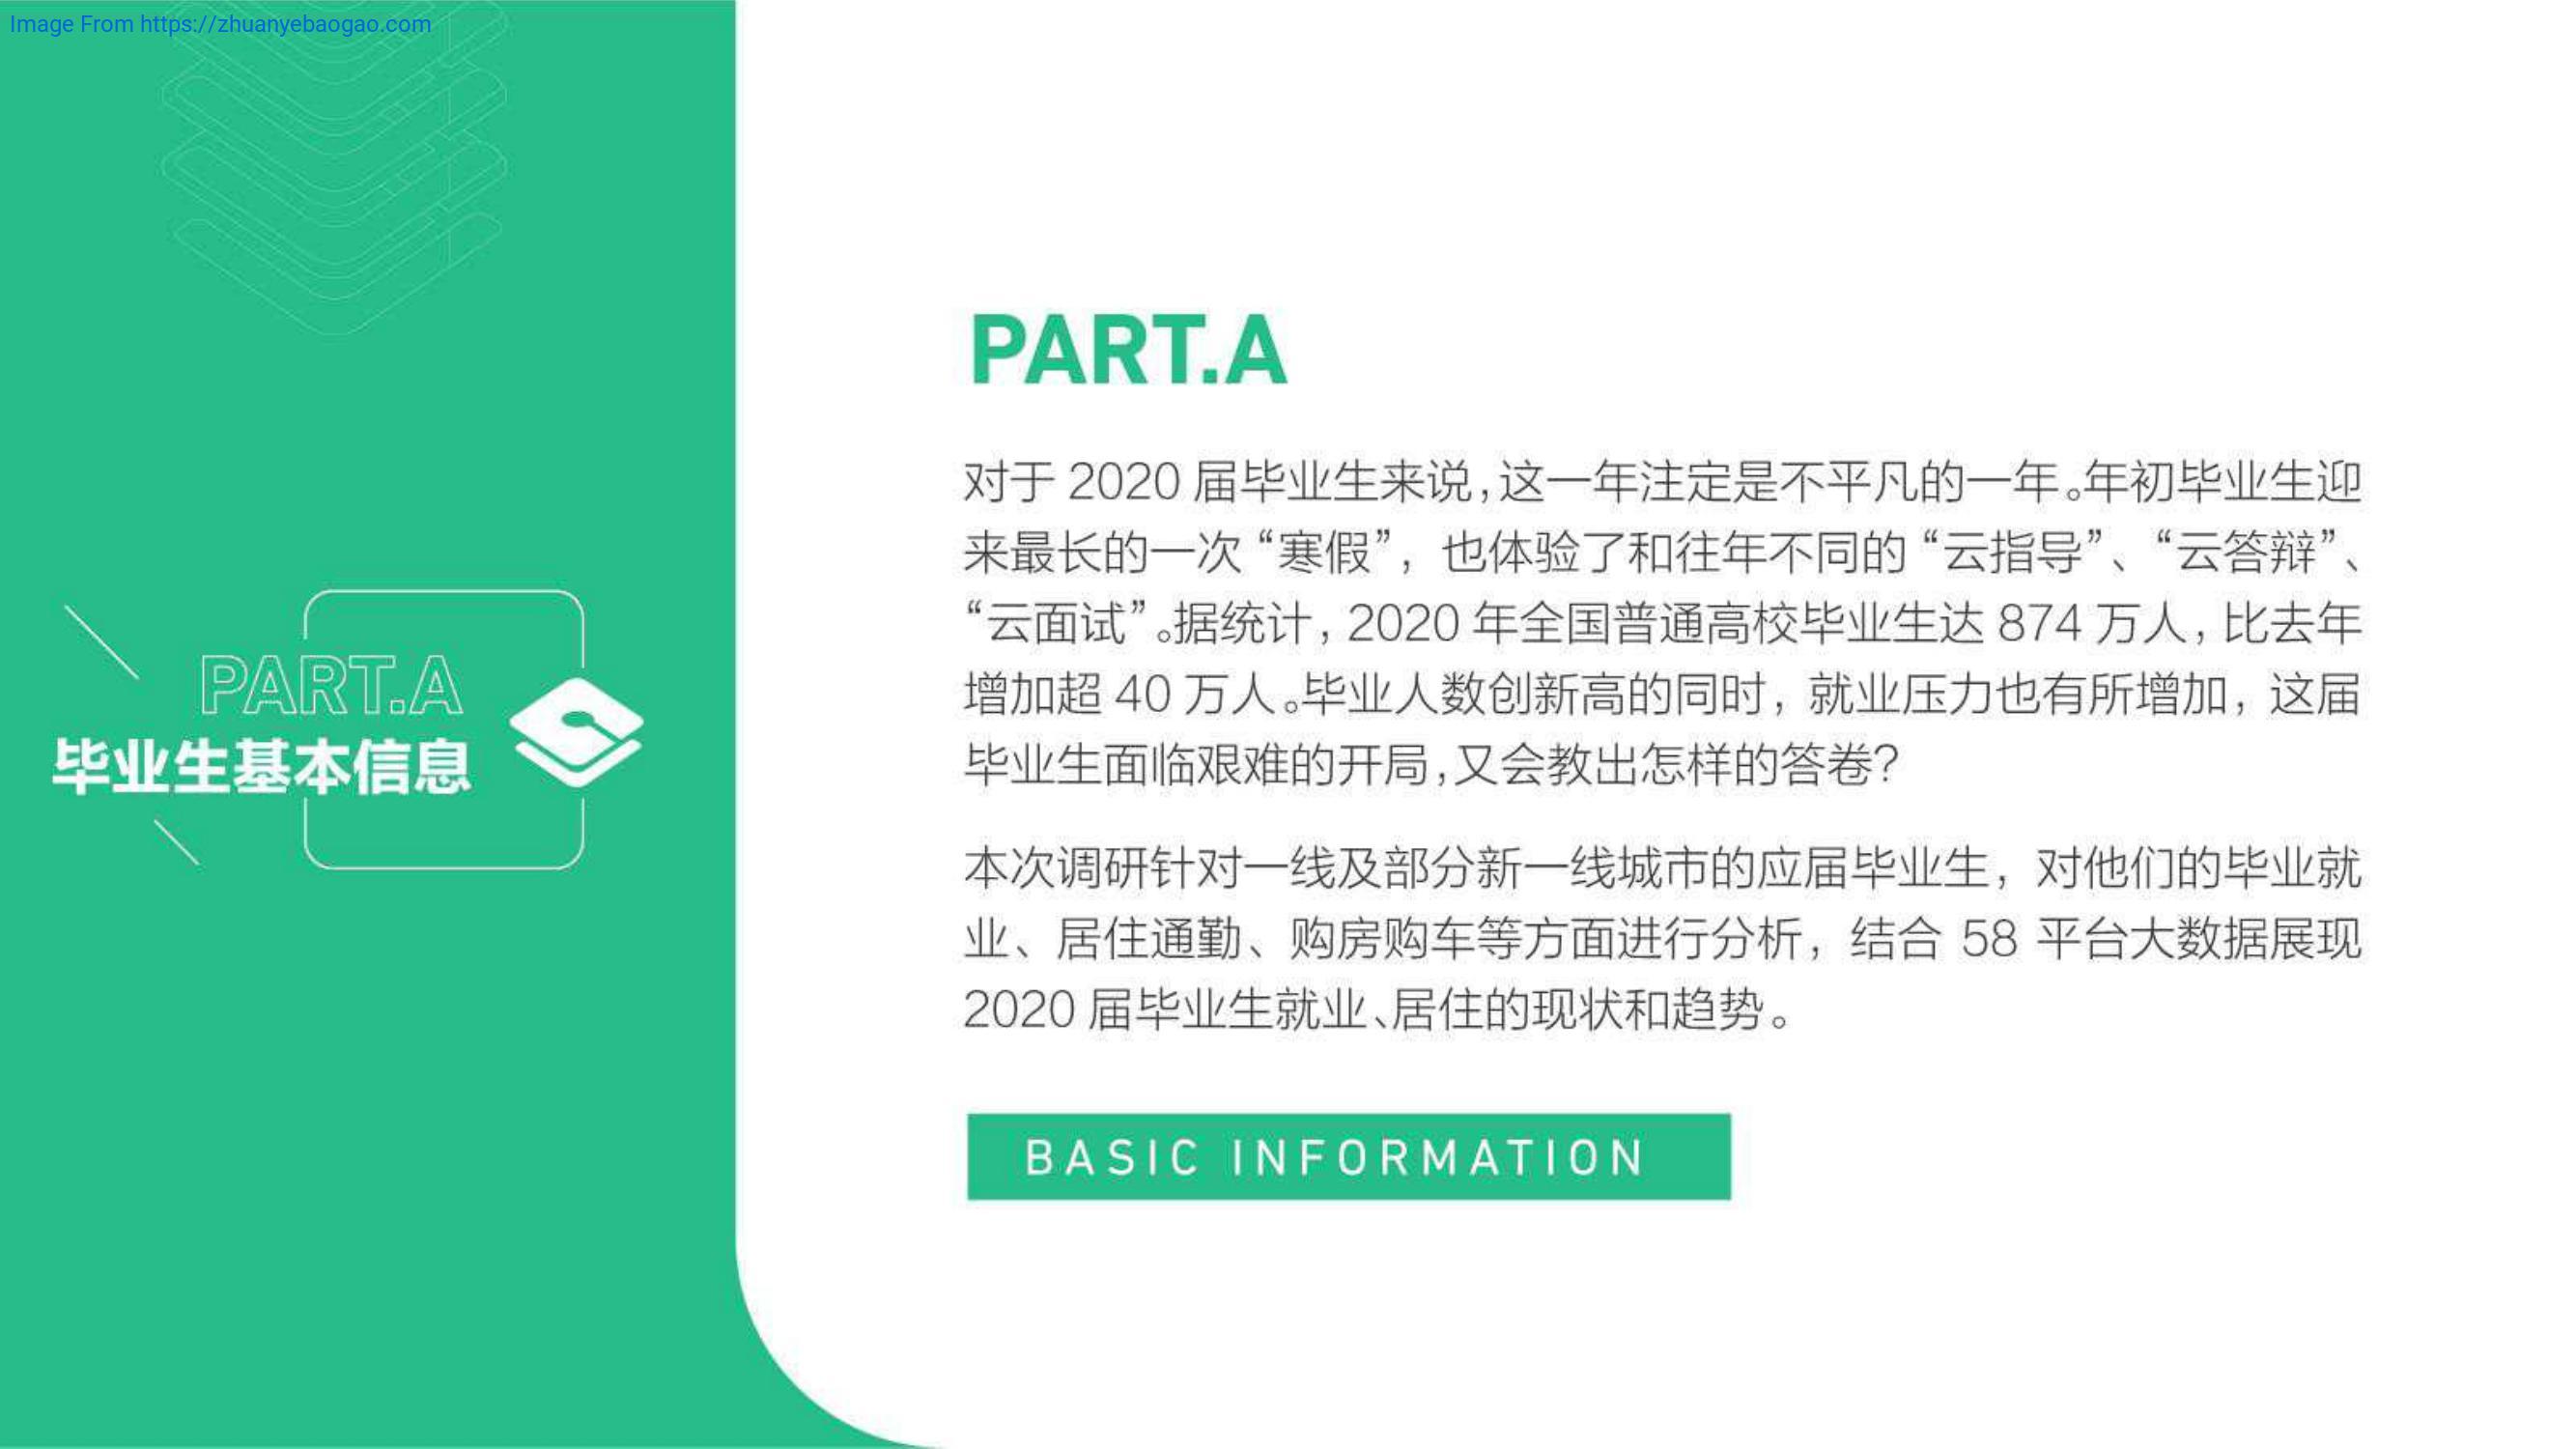 Image From https://zhuanyebaogao.com
PART.A
毕业生基本信息
PART.A
对于 2020 届毕业生来说，这一年注定是不平凡的一年。年初毕业生迎
来最长的一次 “寒假”，也体验了和往年不同的 “云指导”、“云答辩”、
“云面试”。据统计，2020 年全国普通高校毕业生达 874 万人，比去年
增加超 40 万人。毕业人数创新高的同时，就业压力也有所增加，这届
毕业生面临艰难的开局，又会教出怎样的答卷？
本次调研针对一线及部分新一线城市的应届毕业生，对他们的毕业就
业、居住通勤、购房购车等方面进行分析，结合 58 平台大数据展现
2020 届毕业生就业、居住的现状和趋势。
BASIC INFORMATION